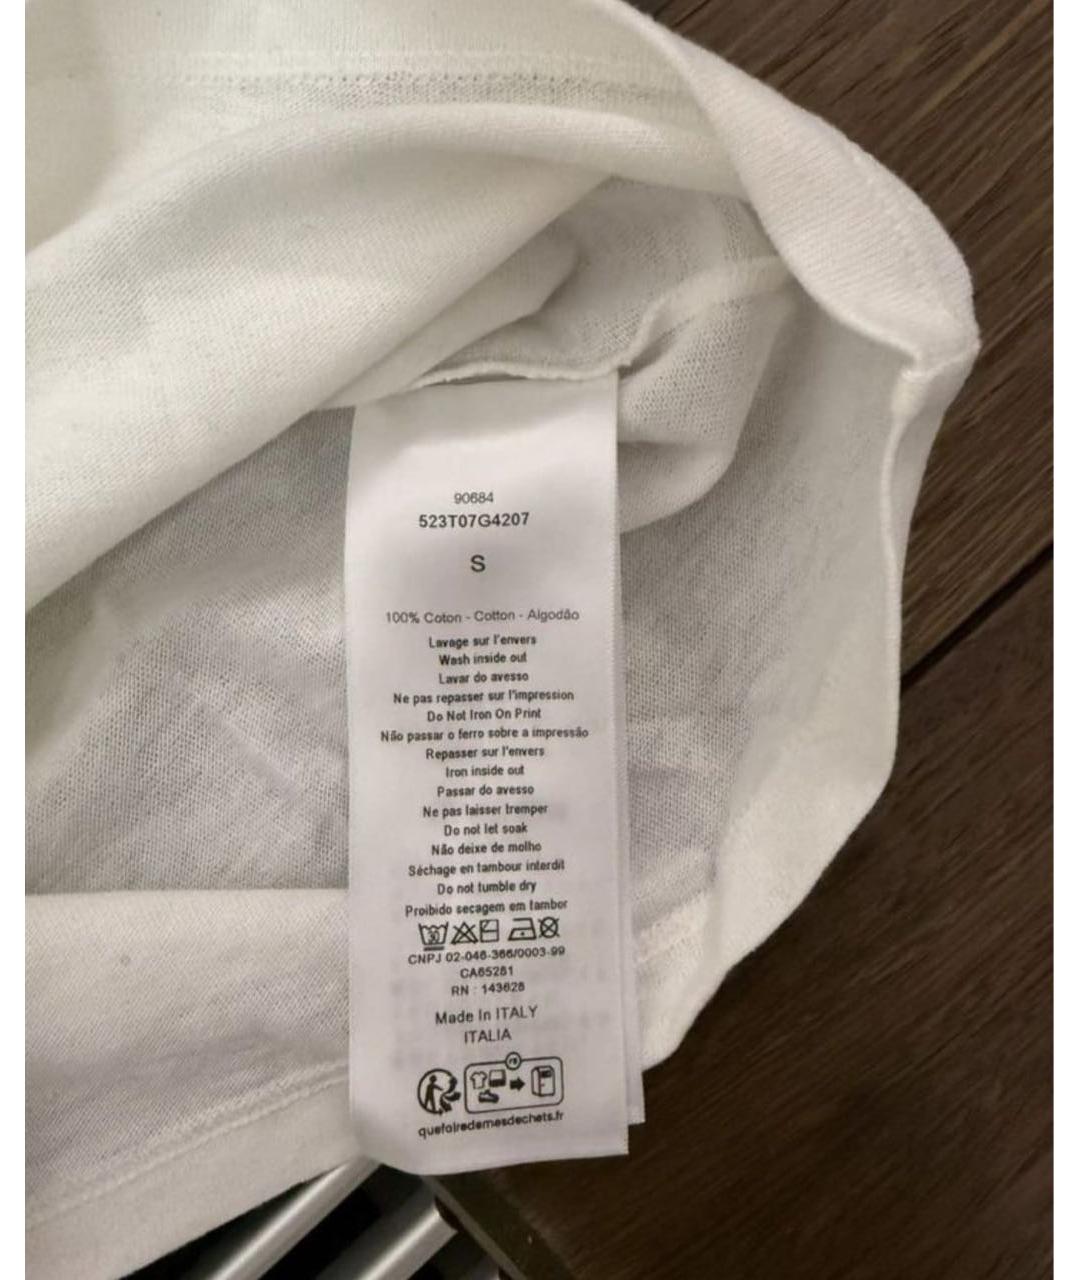 90684
523T07G4207
S
100% Coton - Cotton - Algodão
Lavage sur l'envers
Wash inside out
Lavar do avesso
Ne pas repasser sur l'impression
Do Not Iron On Print
Não passar o ferro sobre a impressão
Repasser sur l'envers
Iron inside out
Passar do avesso
Ne pas laisser tremper
Do not let soak
Não deixe de molho
Séchage en tambour interdit
Do not tumble dry
Proibido secagem em tambor
30
CNPJ 02-046-366/0003-99
CA65281
RN : 143628
Made In ITALY
ITALIA
FR
quefairedemesdechets.fr